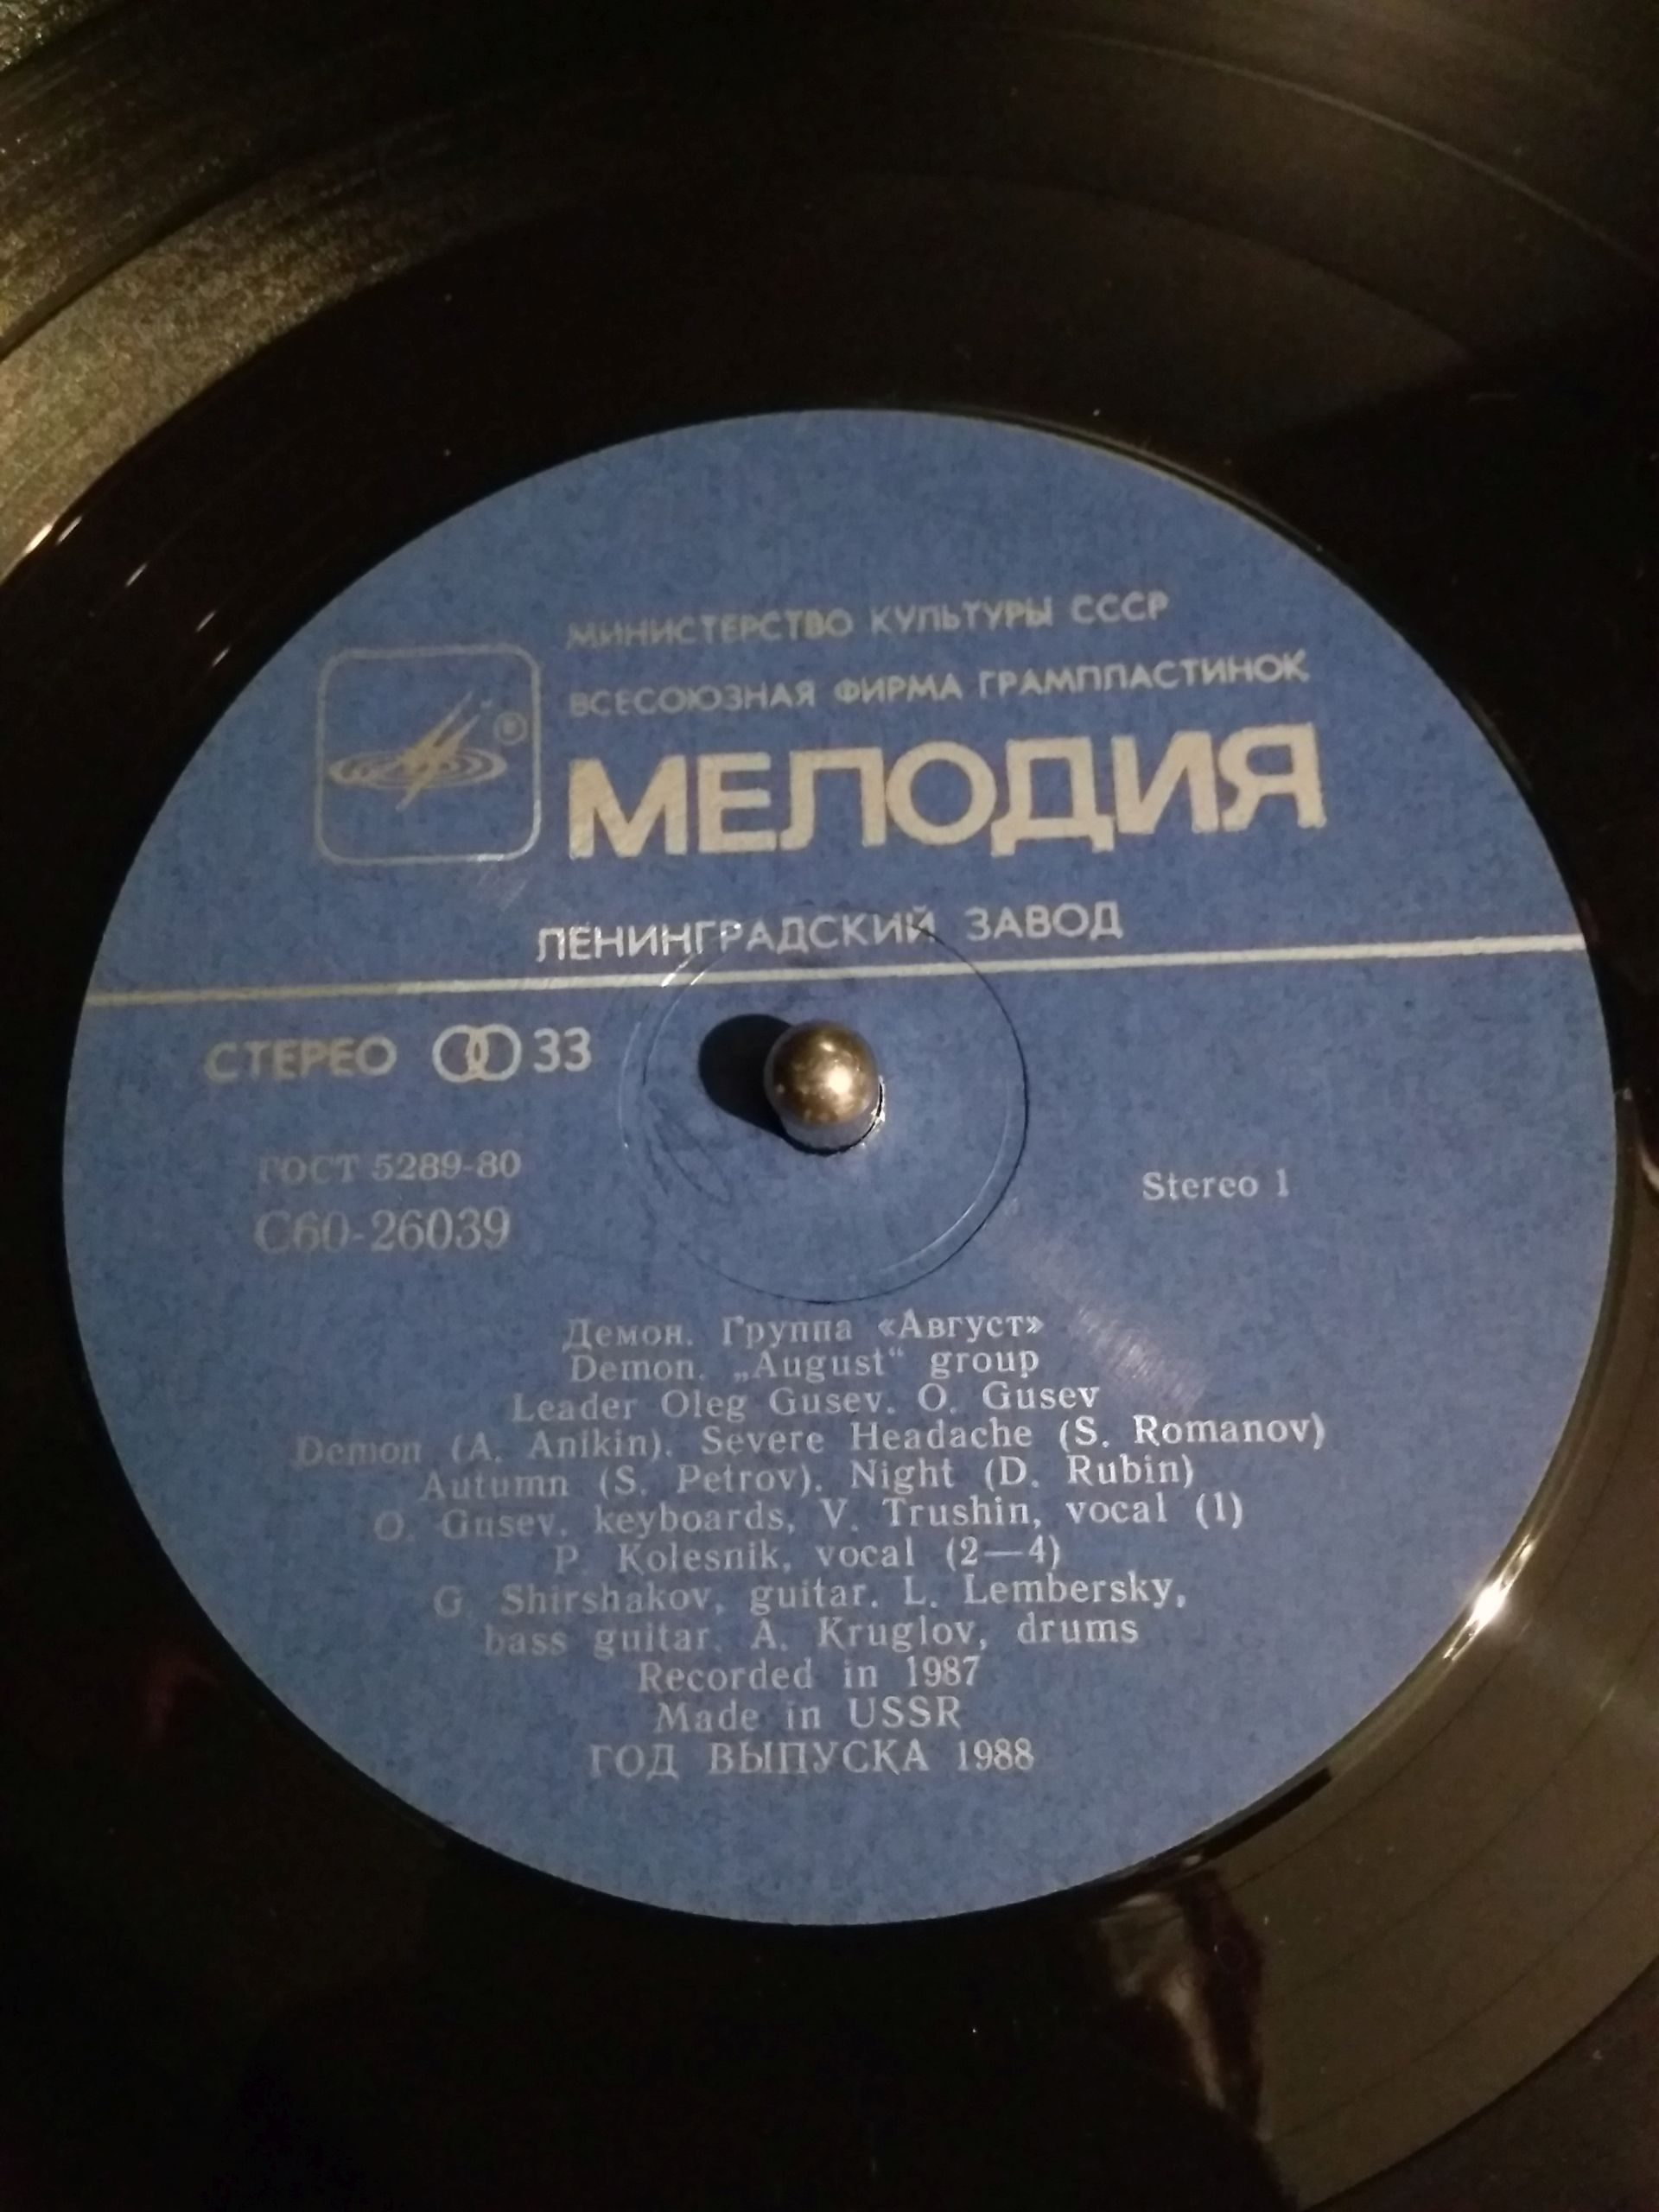 МИНИСТЕРСТВО КУЛЬТУРЫ СССР
ВСЕСОЮЗНАЯ ФИРМА ГРАМПЛАСТИНОК
®
МЕЛОДИЯ
ЛЕНИНГРАДСКИЙ ЗАВОД
СТЕРЕО 33
ГОСТ 5289-80
Stereo 1
С60-26039
Демон. Группа «Август»
Demon. „August“ group
Leader Oleg Gusev. O. Gusev
Demon (A. Anikin). Severe Headache (S. Romanov)
Autumn (S. Petrov). Night (D. Rubin)
O. Gusev, keyboards, V. Trushin, vocal (1)
P. Kolesnik, vocal (2—4)
G. Shirshakov, guitar. L. Lembersky,
bass guitar. A. Kruglov, drums
Recorded in 1987
Made in USSR
ГОД ВЫПУСКА 1988